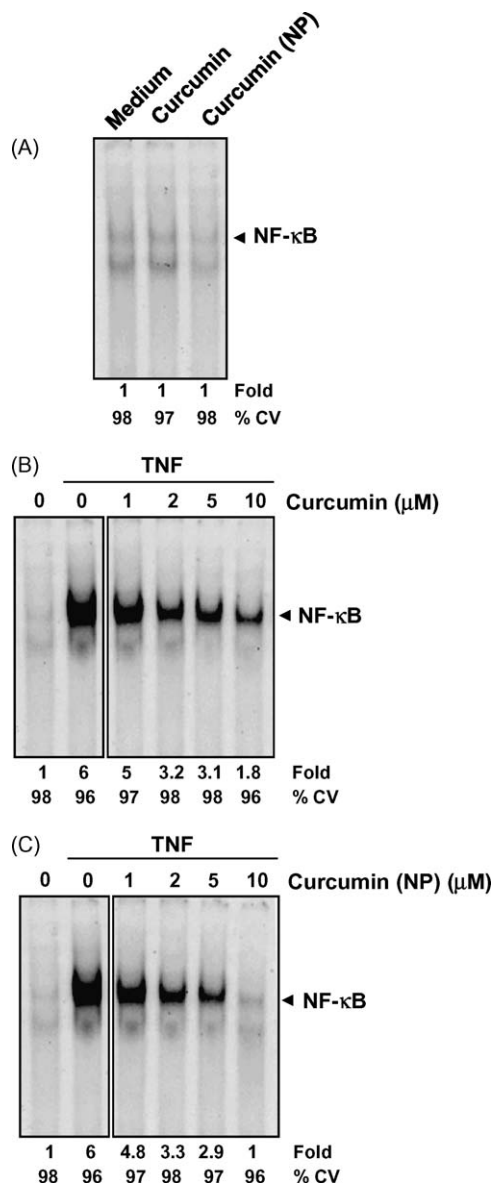 Medium Curcumin Curcumin (NP)
(A)
◄ NF-κB
1 1 1 Fold
98 97 98 % CV
(B)
TNF
0 0 1 2 5 10 Curcumin (μM)
◄ NF-κB
1 6 5 3.2 3.1 1.8 Fold
98 96 97 98 98 96 % CV
(C)
TNF
0 0 1 2 5 10 Curcumin (NP) (μM)
◄ NF-κB
1 6 4.8 3.3 2.9 1 Fold
98 96 97 98 97 96 % CV